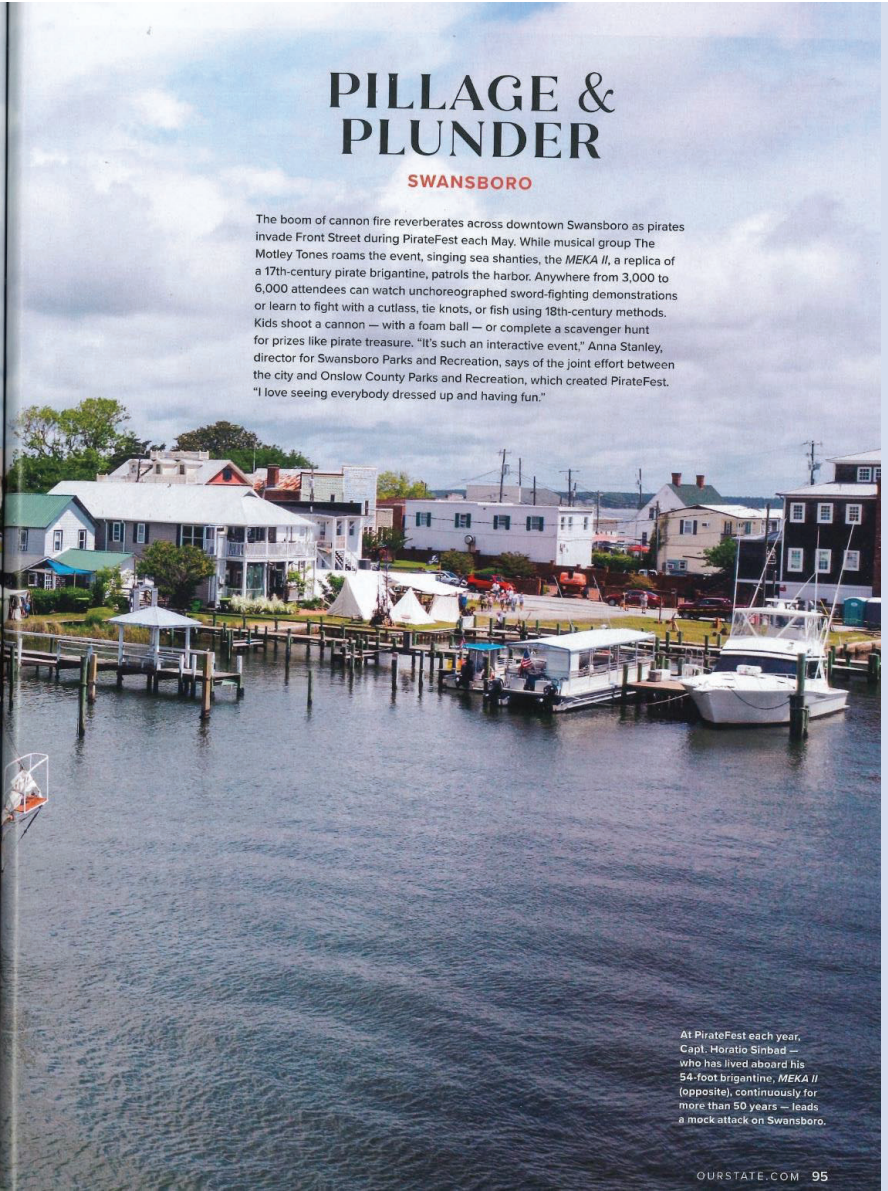 PILLAGE &
PLUNDER
SWANSBORO
The boom of cannon fire reverberates across downtown Swansboro as pirates
invade Front Street during PirateFest each May. While musical group The
Motley Tones roams the event, singing sea shanties, the MEKA II, a replica of
a 17th-century pirate brigantine, patrols the harbor. Anywhere from 3,000 to
6,000 attendees can watch unchoreographed sword-fighting demonstrations
or learn to fight with a cutlass, tie knots, or fish using 18th-century methods.
Kids shoot a cannon — with a foam ball — or complete a scavenger hunt
for prizes like pirate treasure. “It’s such an interactive event,” Anna Stanley,
director for Swansboro Parks and Recreation, says of the joint effort between
the city and Onslow County Parks and Recreation, which created PirateFest.
“I love seeing everybody dressed up and having fun.”
At PirateFest each year,
Capt. Horatio Sinbad —
who has lived aboard his
54-foot brigantine, MEKA II
(opposite), continuously for
more than 50 years — leads
a mock attack on Swansboro.
OURSTATE.COM 95